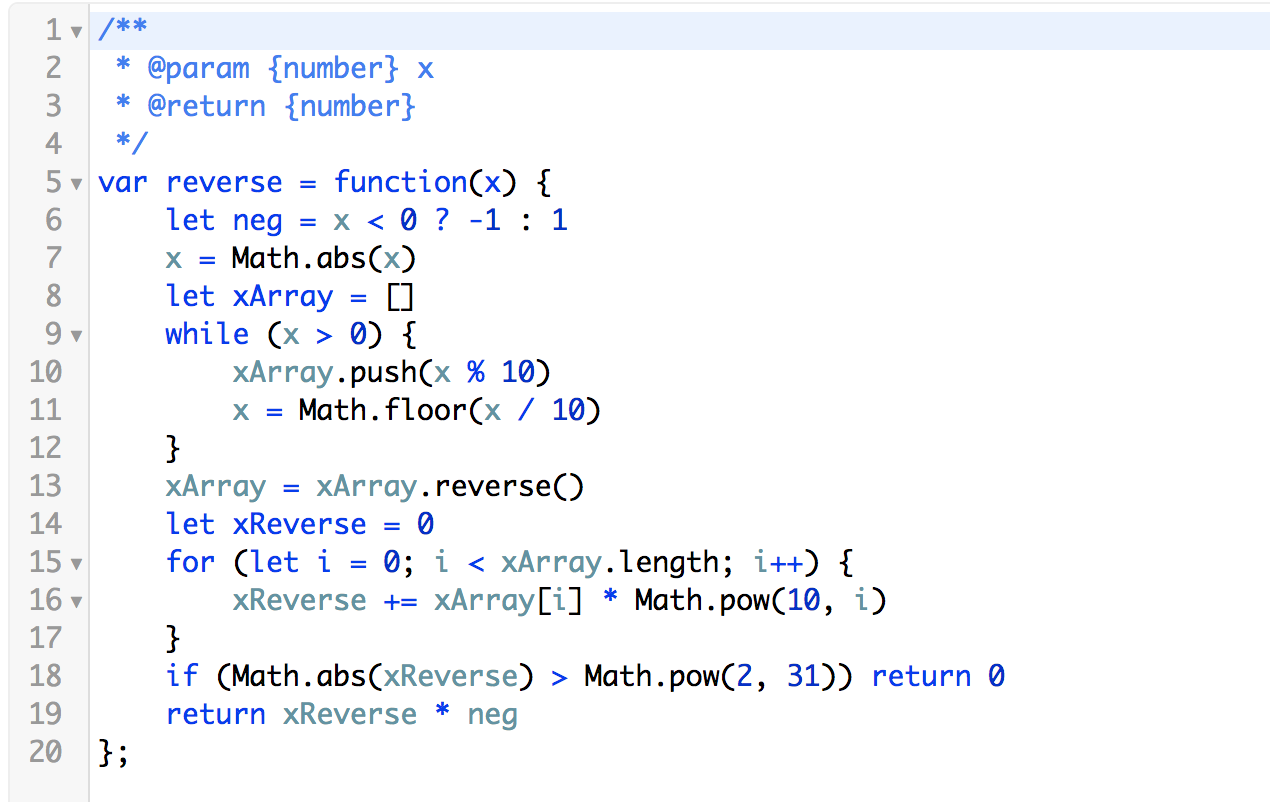 1 /**
2  * @param {number} x
3  * @return {number}
4  */
5 var reverse = function(x) {
6     let neg = x < 0 ? -1 : 1
7     x = Math.abs(x)
8     let xArray = []
9     while (x > 0) {
10         xArray.push(x % 10)
11         x = Math.floor(x / 10)
12     }
13     xArray = xArray.reverse()
14     let xReverse = 0
15     for (let i = 0; i < xArray.length; i++) {
16         xReverse += xArray[i] * Math.pow(10, i)
17     }
18     if (Math.abs(xReverse) > Math.pow(2, 31)) return 0
19     return xReverse * neg
20 };